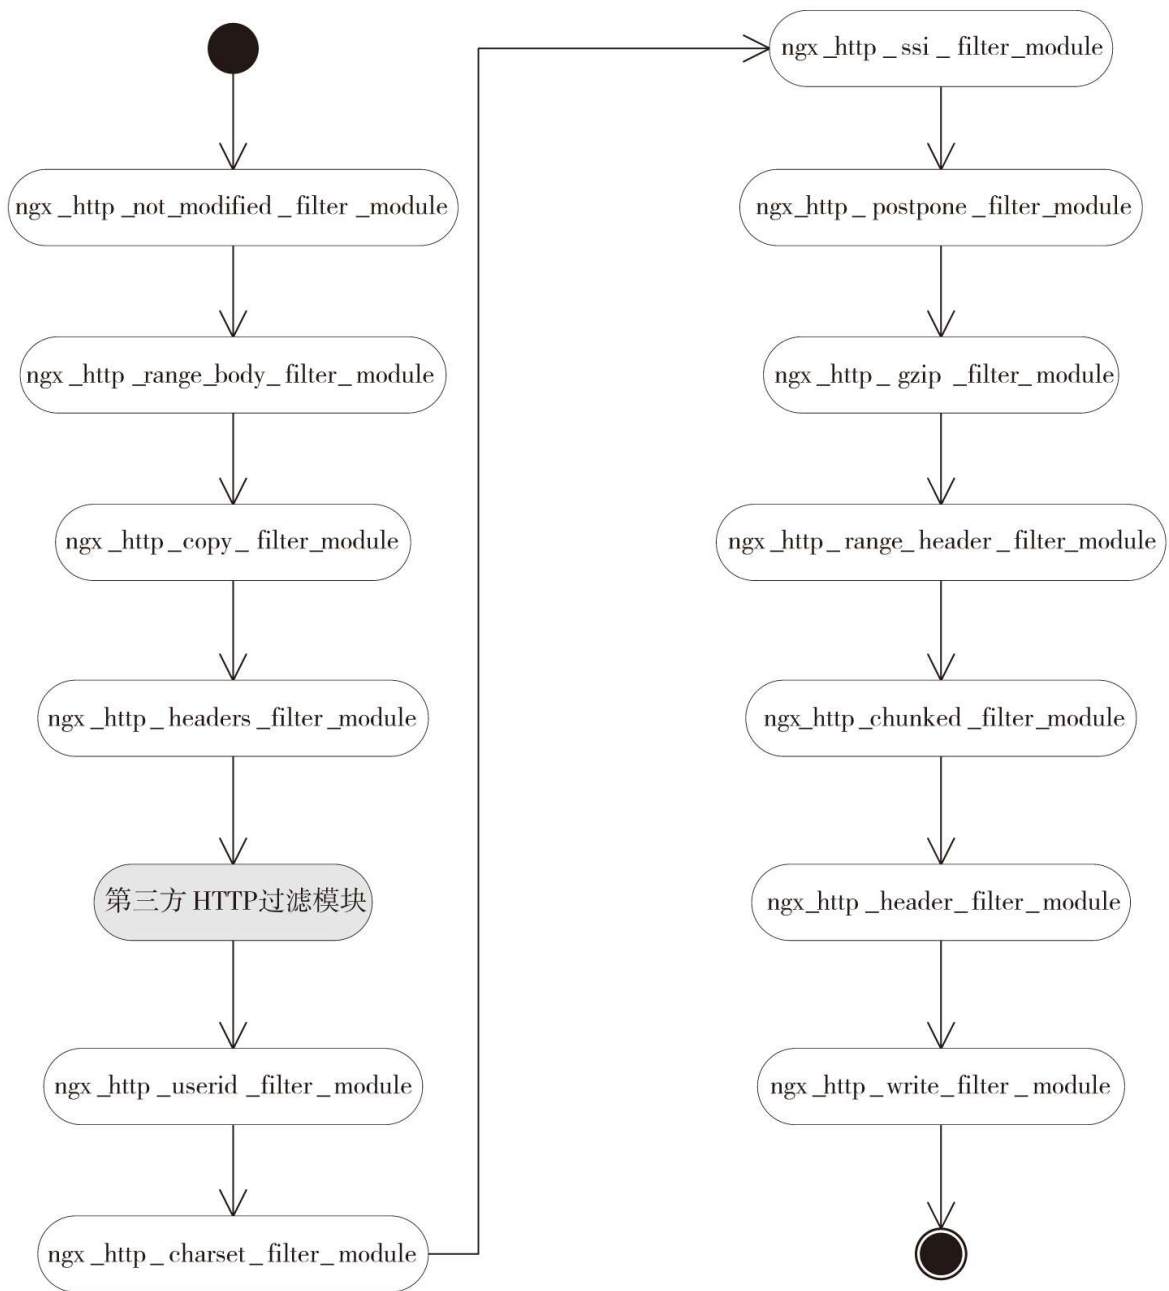 ngx_http_not_modified_filter_module
ngx_http_range_body_filter_module
ngx_http_copy_filter_module
ngx_http_headers_filter_module
第三方HTTP过滤模块
ngx_http_userid_filter_module
ngx_http_charset_filter_module
ngx_http_ssi_filter_module
ngx_http_postpone_filter_module
ngx_http_gzip_filter_module
ngx_http_range_header_filter_module
ngx_http_chunked_filter_module
ngx_http_header_filter_module
ngx_http_write_filter_module